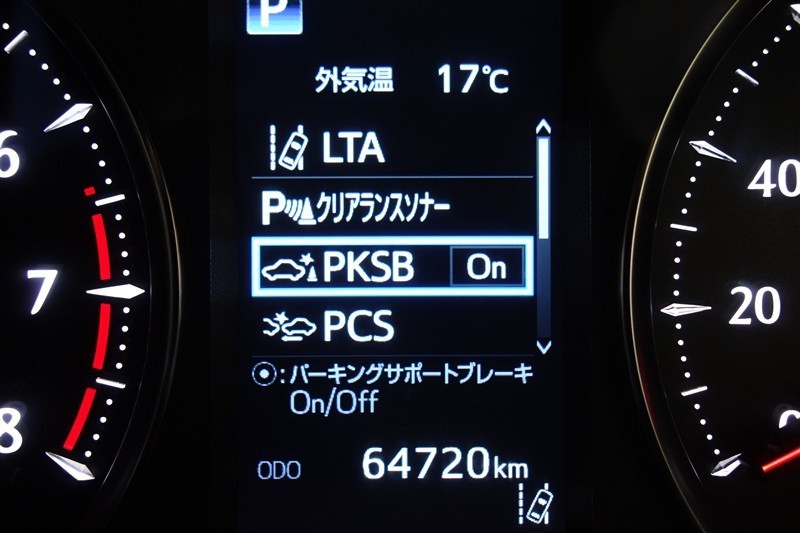 P
外気温 17℃
LTA
Pクリアランスソナー
PKSB On
PCS
:パーキングサポートブレーキ
On/Off
ODO 64720km
6
7
8
40
20
0